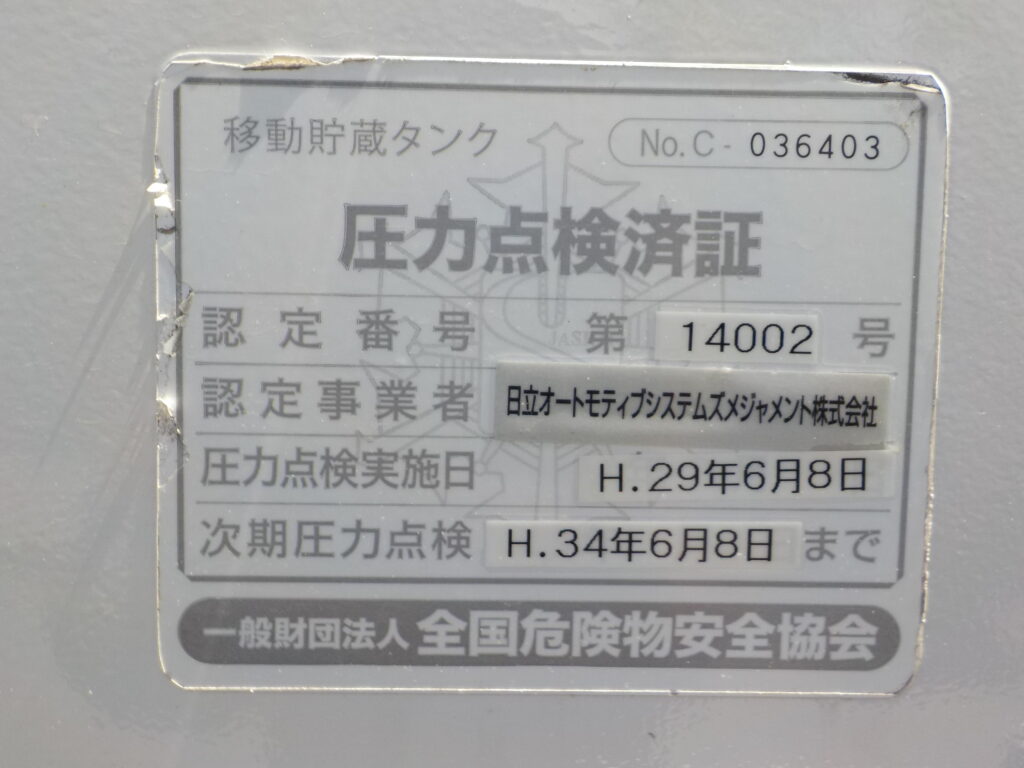 移動貯蔵タンク No.C - 036403
圧力点検済証
認定番号 第 14002 号
認定事業者 日立オートモティブシステムズメジャメント株式会社
圧力点検実施日 H.29年6月8日
次期圧力点検 H.34年6月8日 まで
一般財団法人 全国危険物安全協会